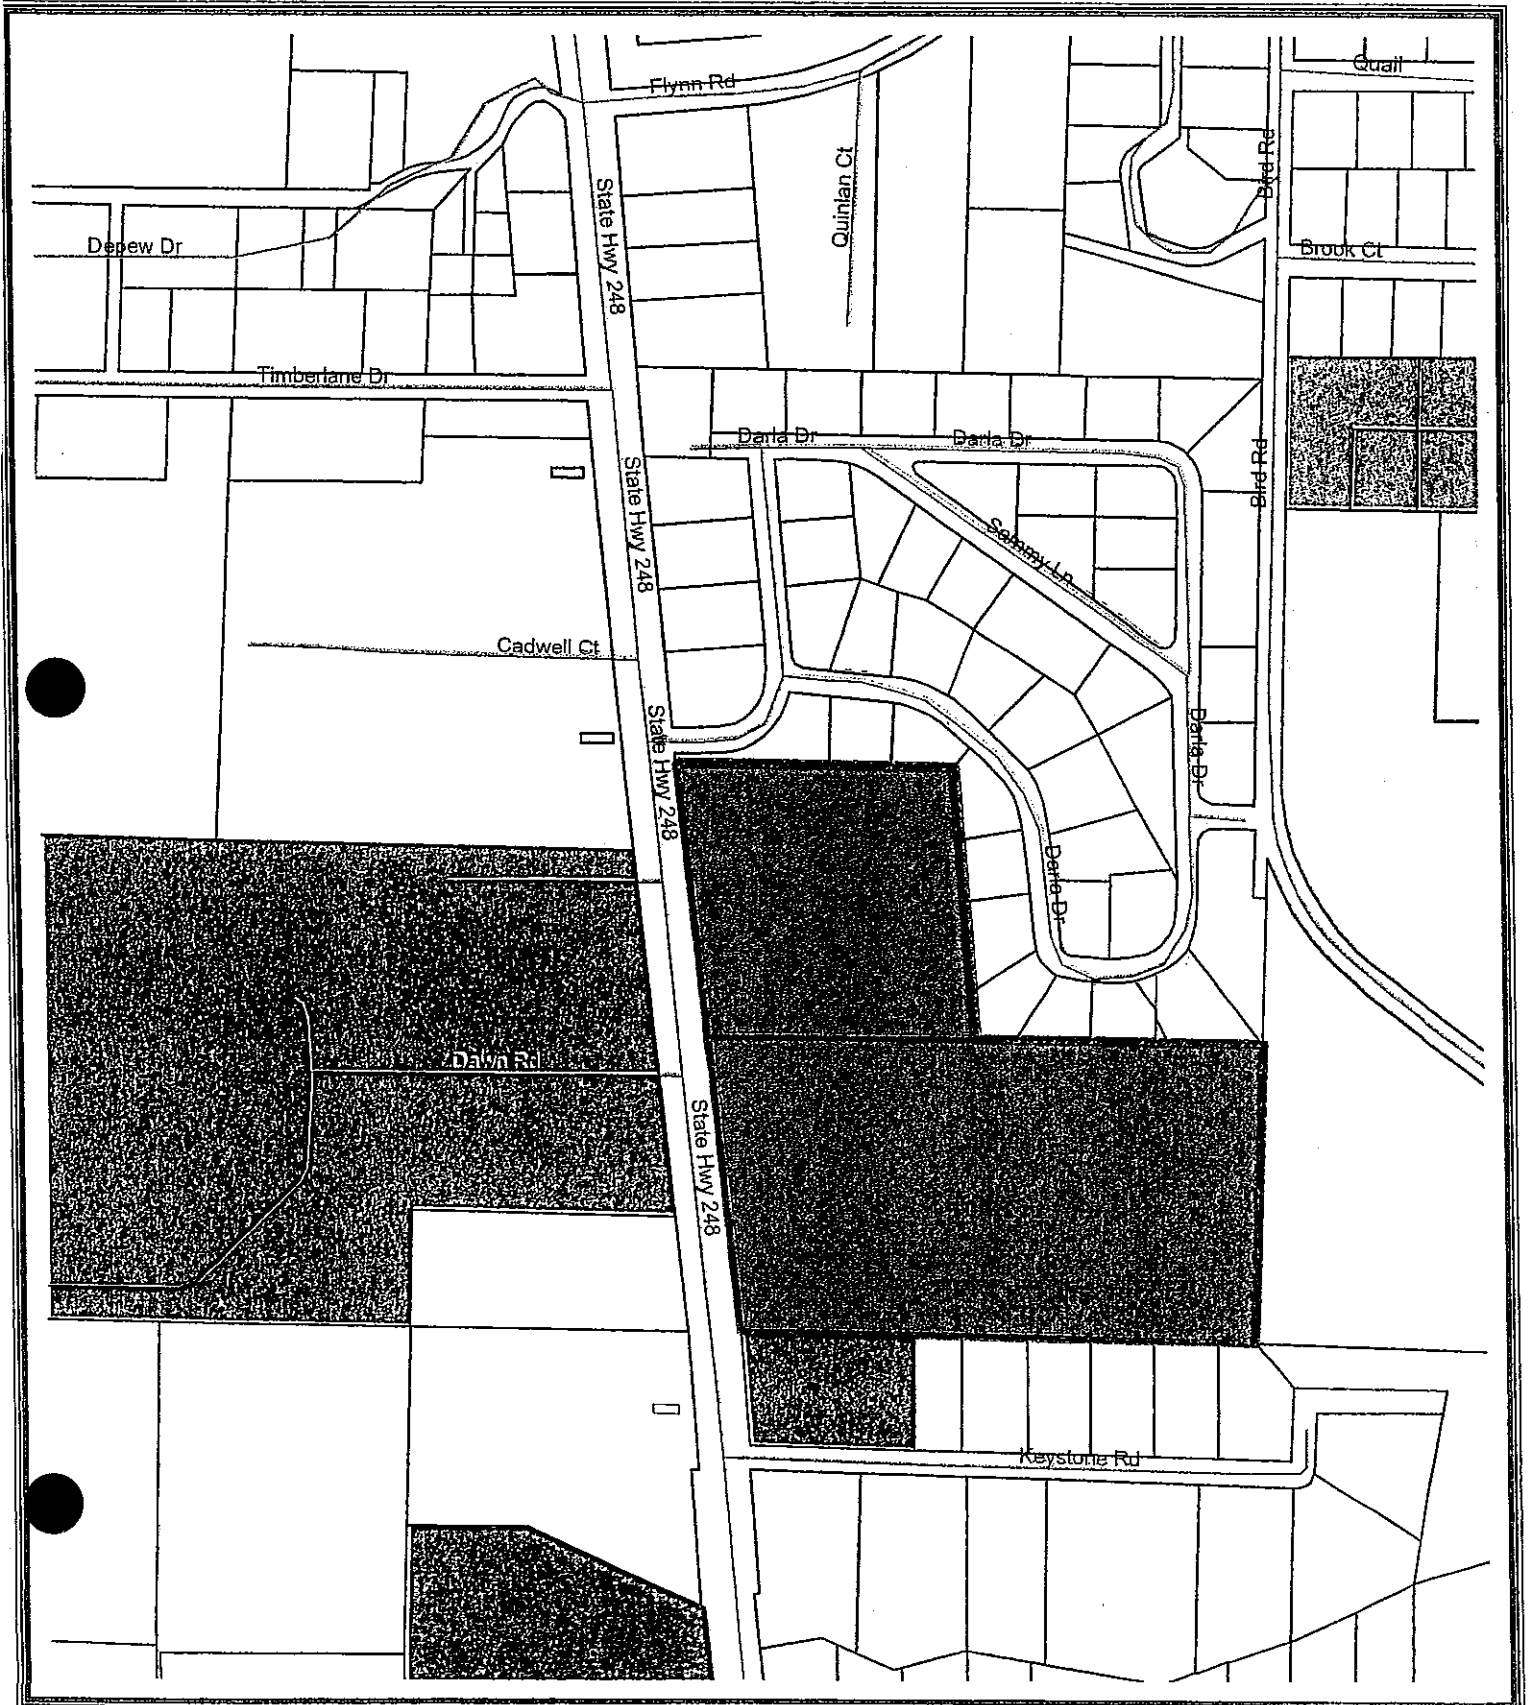 Quail
Flynn Rd
Bird Rd
Quinlan Ct
State Hwy 248
Depew Dr
Brook Ct
Timberlane Dr
Darla Dr
Darla Dr
Bird Rd
State Hwy 248
Sammy Ln
Cadwell Ct
State Hwy 248
Darla Dr
Darla Dr
Dawn Rd
State Hwy 248
Keystone Rd